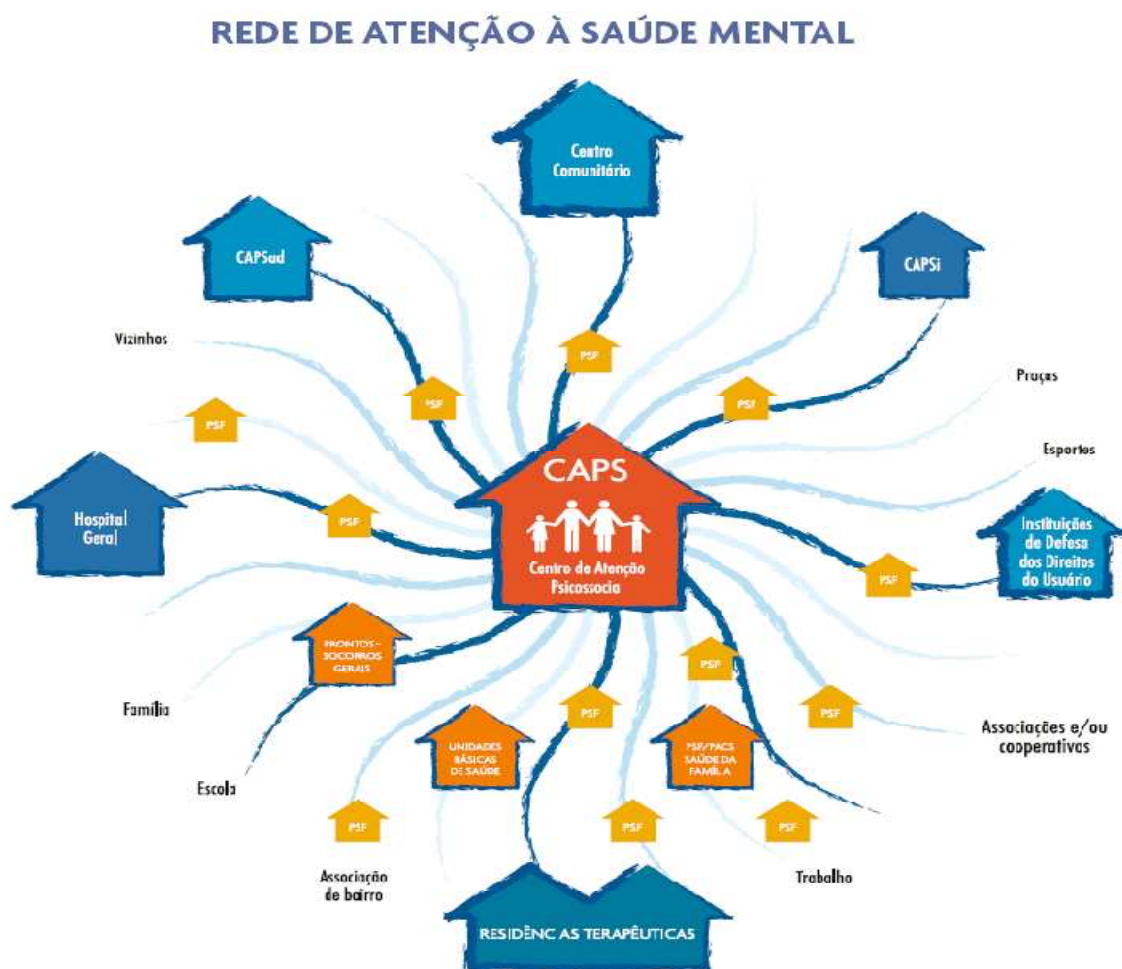 REDE DE ATENÇÃO À SAÚDE MENTAL
Centro
Comunitário
CAPSad
CAPSi
Vizinhos
PSF
PSF
PSF
Praças
PSF
Esportos
CAPS
Centro de Atenção
Psicossocia
Hospital
Geral
PSF
Instituições
de Defesa
dos Direitos
do Usuário
PSF
PRONTOS-
SOCORROS
GERAIS
PSF
Família
PSF
PSF
Associações e/ou
cooperativas
UNIDADES
BÁSICAS
DE SAÚDE
PSF/PACS
SAÚDE DA
FAMÍLIA
Escola
PSF
PSF
PSF
Associação
de bairro
Trabalho
RESIDÊNC AS TERAPÊUTICAS